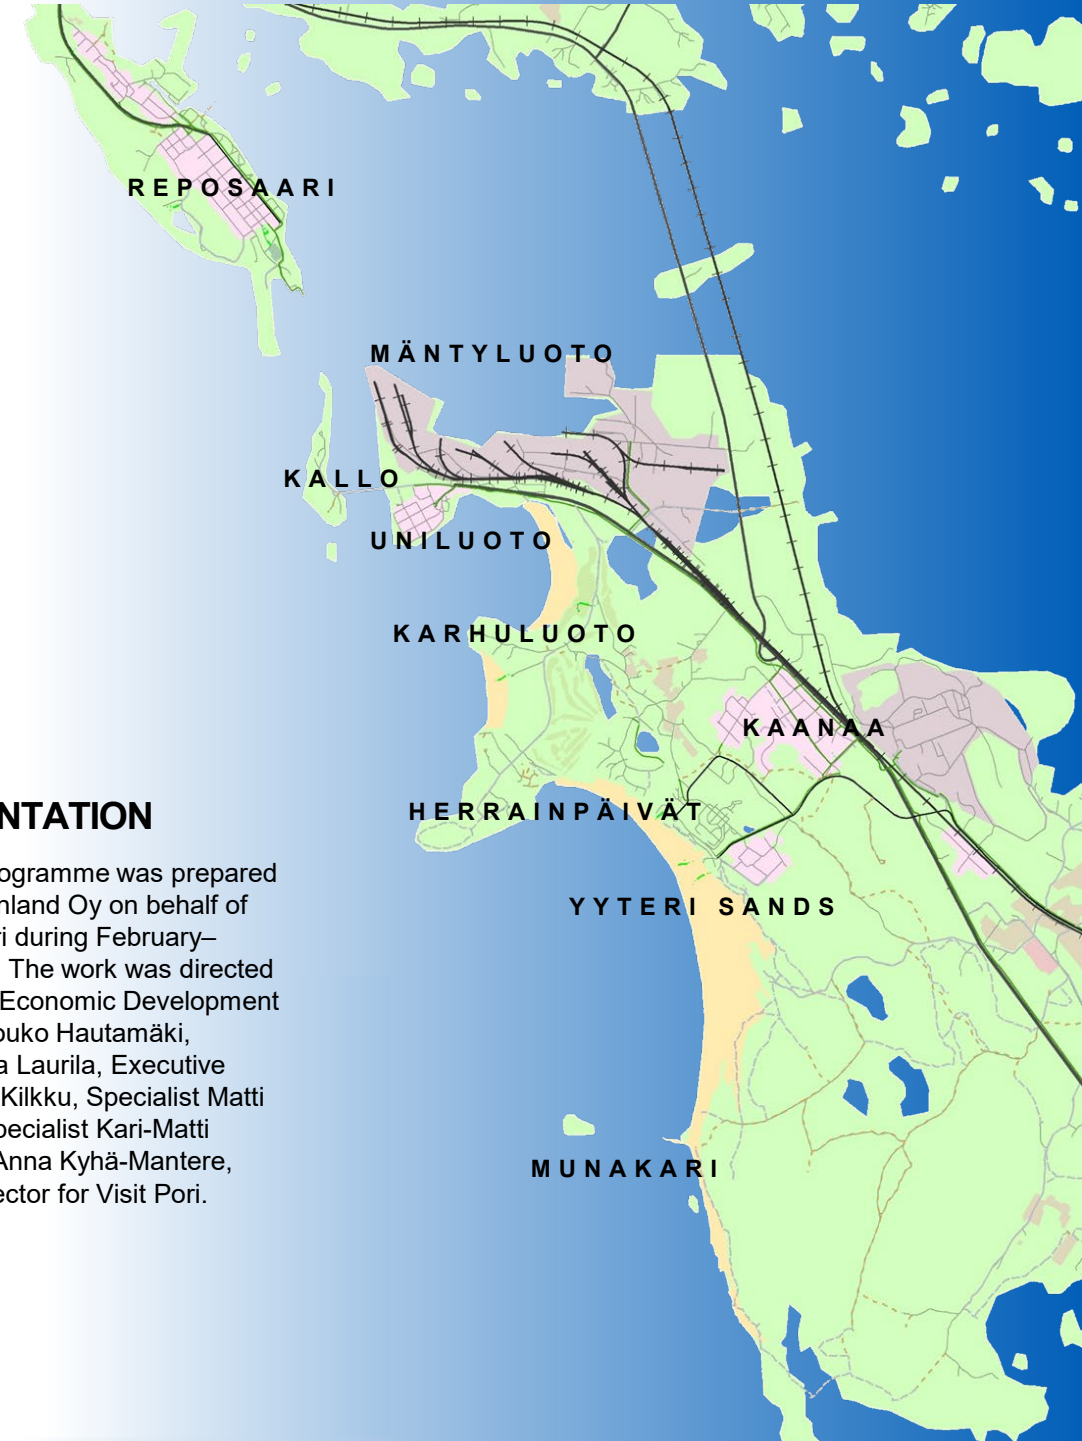 REPOSAARI
MÄNTYLUOTO
KALLO
UNILUOTO
KARHULUOTO
KAANAA
HERRAINPÄIVÄT
YYTERI SANDS
MUNAKARI
NTATION
ogramme was prepared
nland Oy on behalf of
ri during February–
. The work was directed
Economic Development
ouko Hautamäki,
a Laurila, Executive
Kilkku, Specialist Matti
pecialist Kari-Matti
Anna Kyhä-Mantere,
ector for Visit Pori.